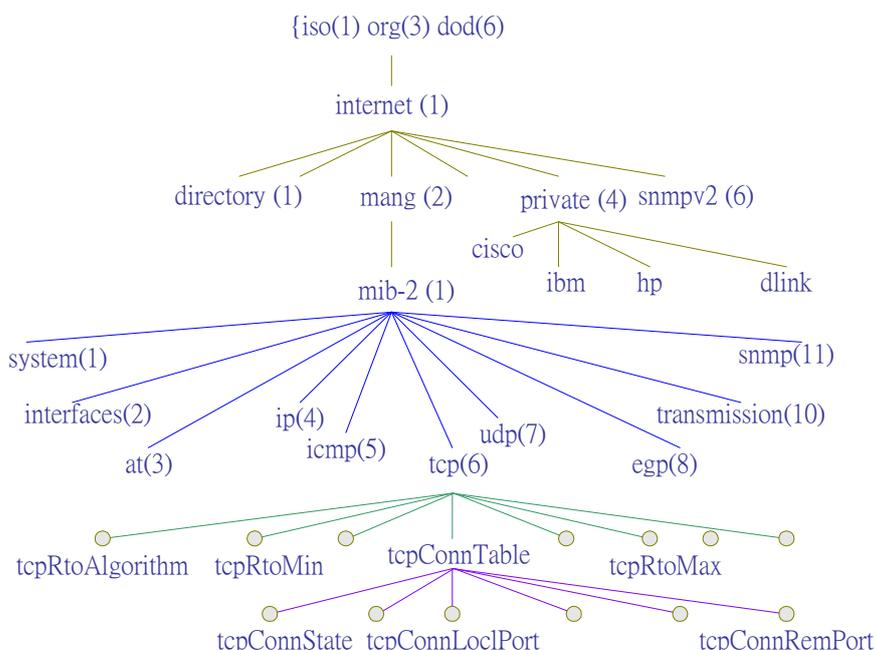 {iso(1) org(3) dod(6)
internet (1)
directory (1) mang (2) private (4) snmpv2 (6)
cisco
ibm hp dlink
mib-2 (1)
system(1) snmp(11)
interfaces(2) ip(4) transmission(10)
icmp(5) udp(7)
at(3) tcp(6) egp(8)
tcpConnTable
tcpRtoAlgorithm tcpRtoMin tcpRtoMax
tcpConnState tcpConnLoclPort tcpConnRemPort